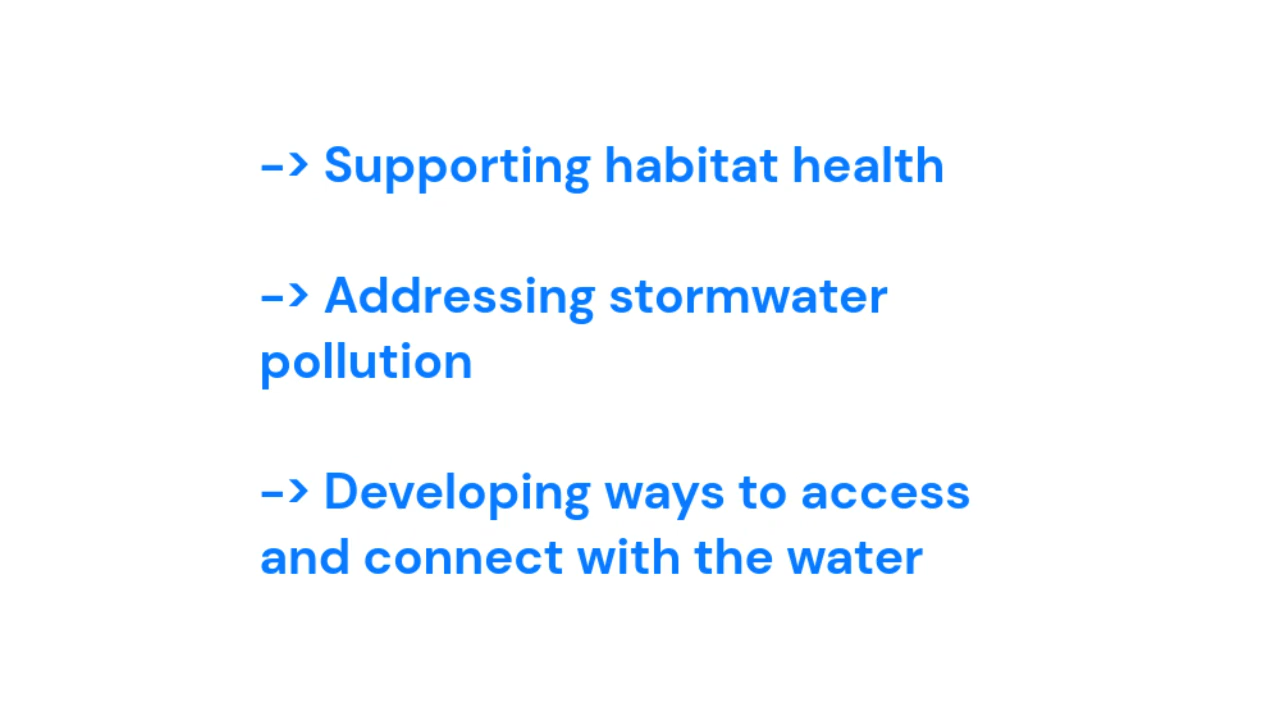 -> Supporting habitat health
-> Addressing stormwater
pollution
-> Developing ways to access
and connect with the water